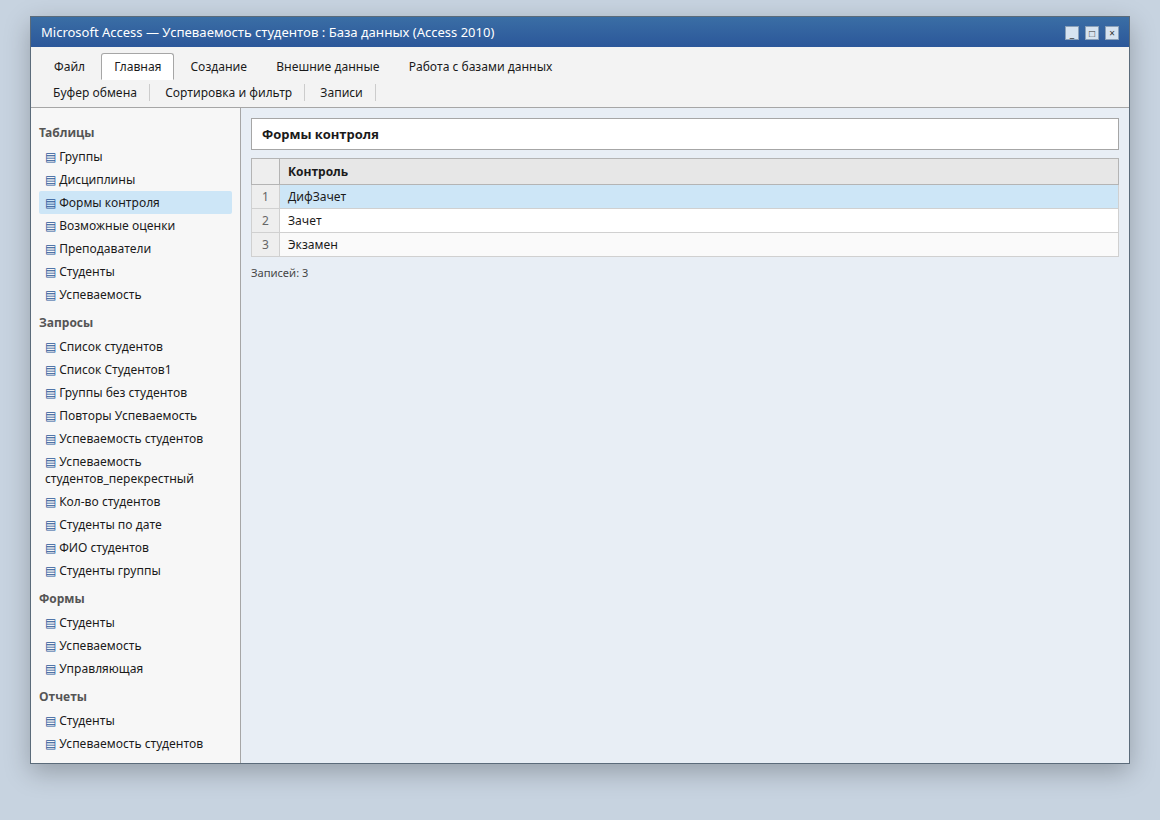 Microsoft Access — Успеваемость студентов : База данных (Access 2010)
Файл Главная Создание Внешние данные Работа с базами данных
Буфер обмена Сортировка и фильтр Записи
Таблицы
Группы
Дисциплины
Формы контроля
Возможные оценки
Преподаватели
Студенты
Успеваемость
Запросы
Список студентов
Список Студентов1
Группы без студентов
Повторы Успеваемость
Успеваемость студентов
Успеваемость
студентов_перекрестный
Кол-во студентов
Студенты по дате
ФИО студентов
Студенты группы
Формы
Студенты
Успеваемость
Управляющая
Отчеты
Студенты
Успеваемость студентов
Формы контроля
Контроль
1 ДифЗачет
2 Зачет
3 Экзамен
Записей: 3